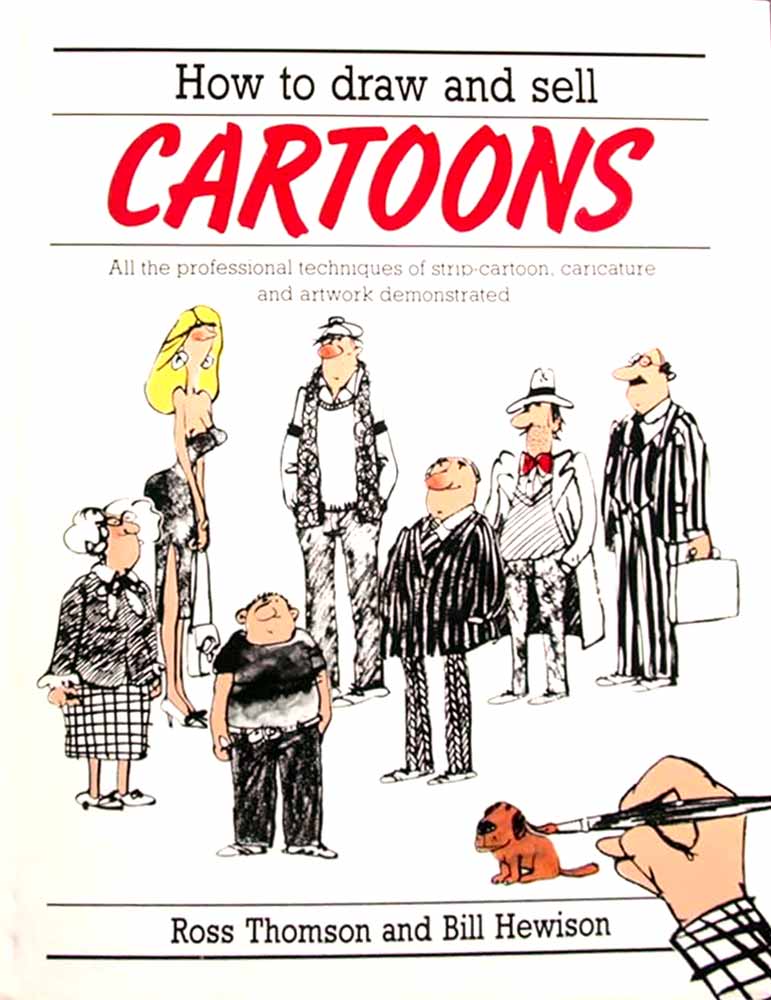 How to draw and sell
CARTOONS
All the professional techniques of strip-cartoon, caricature
and artwork demonstrated
Ross Thomson and Bill Hewison